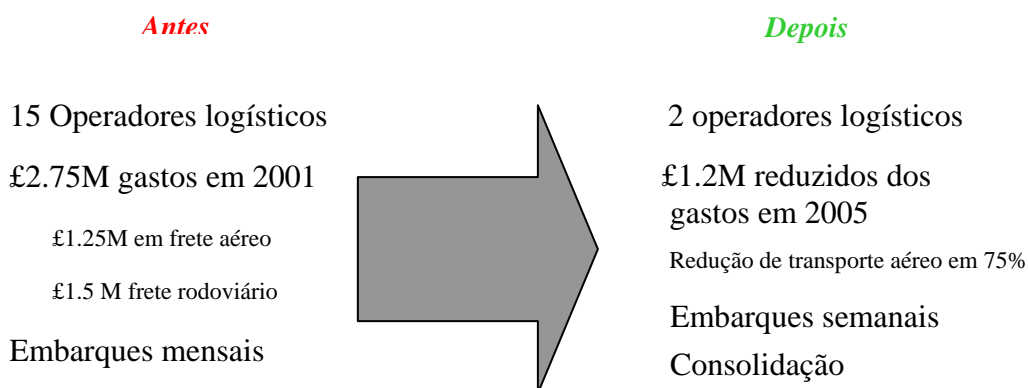 Antes
15 Operadores logísticos
£2.75M gastos em 2001
£1.25M em frete aéreo
£1.5 M frete rodoviário
Embarques mensais
Depois
2 operadores logísticos
£1.2M reduzidos dos
gastos em 2005
Redução de transporte aéreo em 75%
Embarques semanais
Consolidação